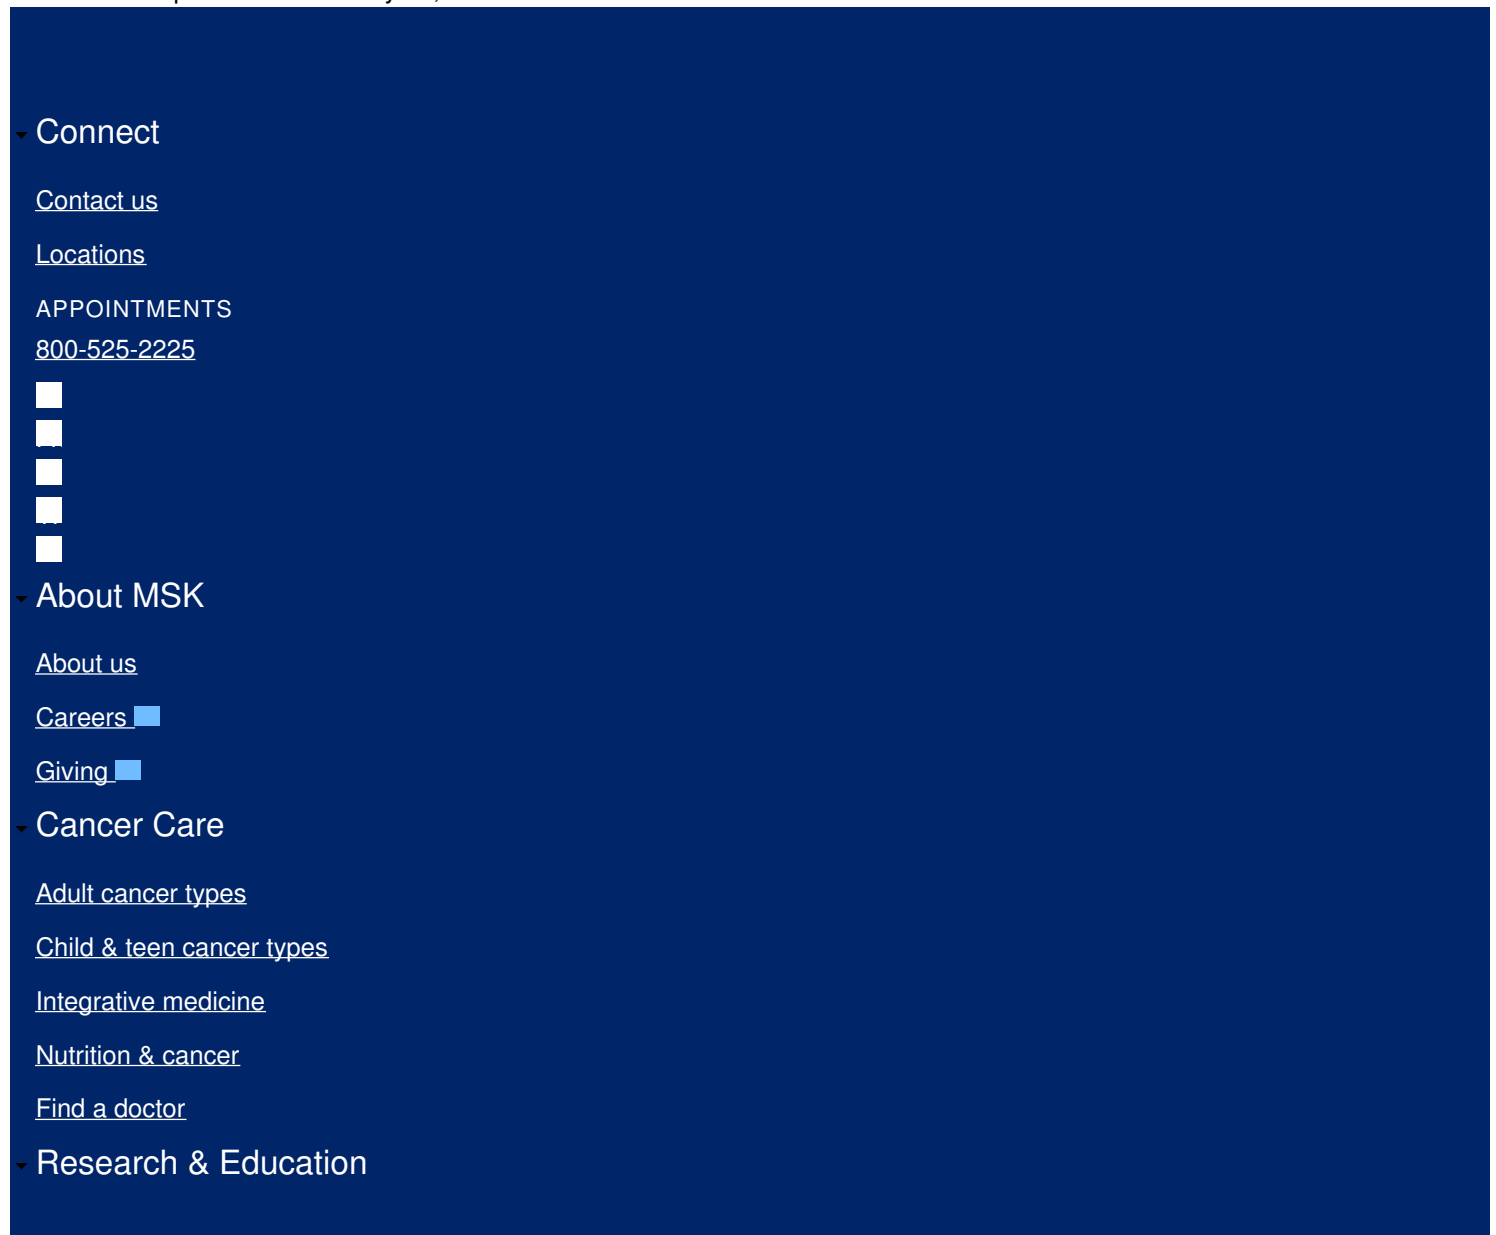 Connect
Contact us
Locations
APPOINTMENTS
800-525-2225
About MSK
About us
Careers
Giving
Cancer Care
Adult cancer types
Child & teen cancer types
Integrative medicine
Nutrition & cancer
Find a doctor
Research & Education